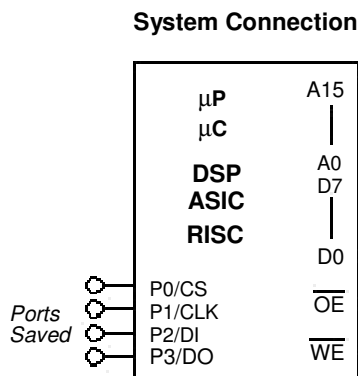 System Connection
μP A15
μC
DSP A0
D7
ASIC
RISC
D0
P0/CS
Ports P1/CLK OE
Saved P2/DI
P3/DO WE